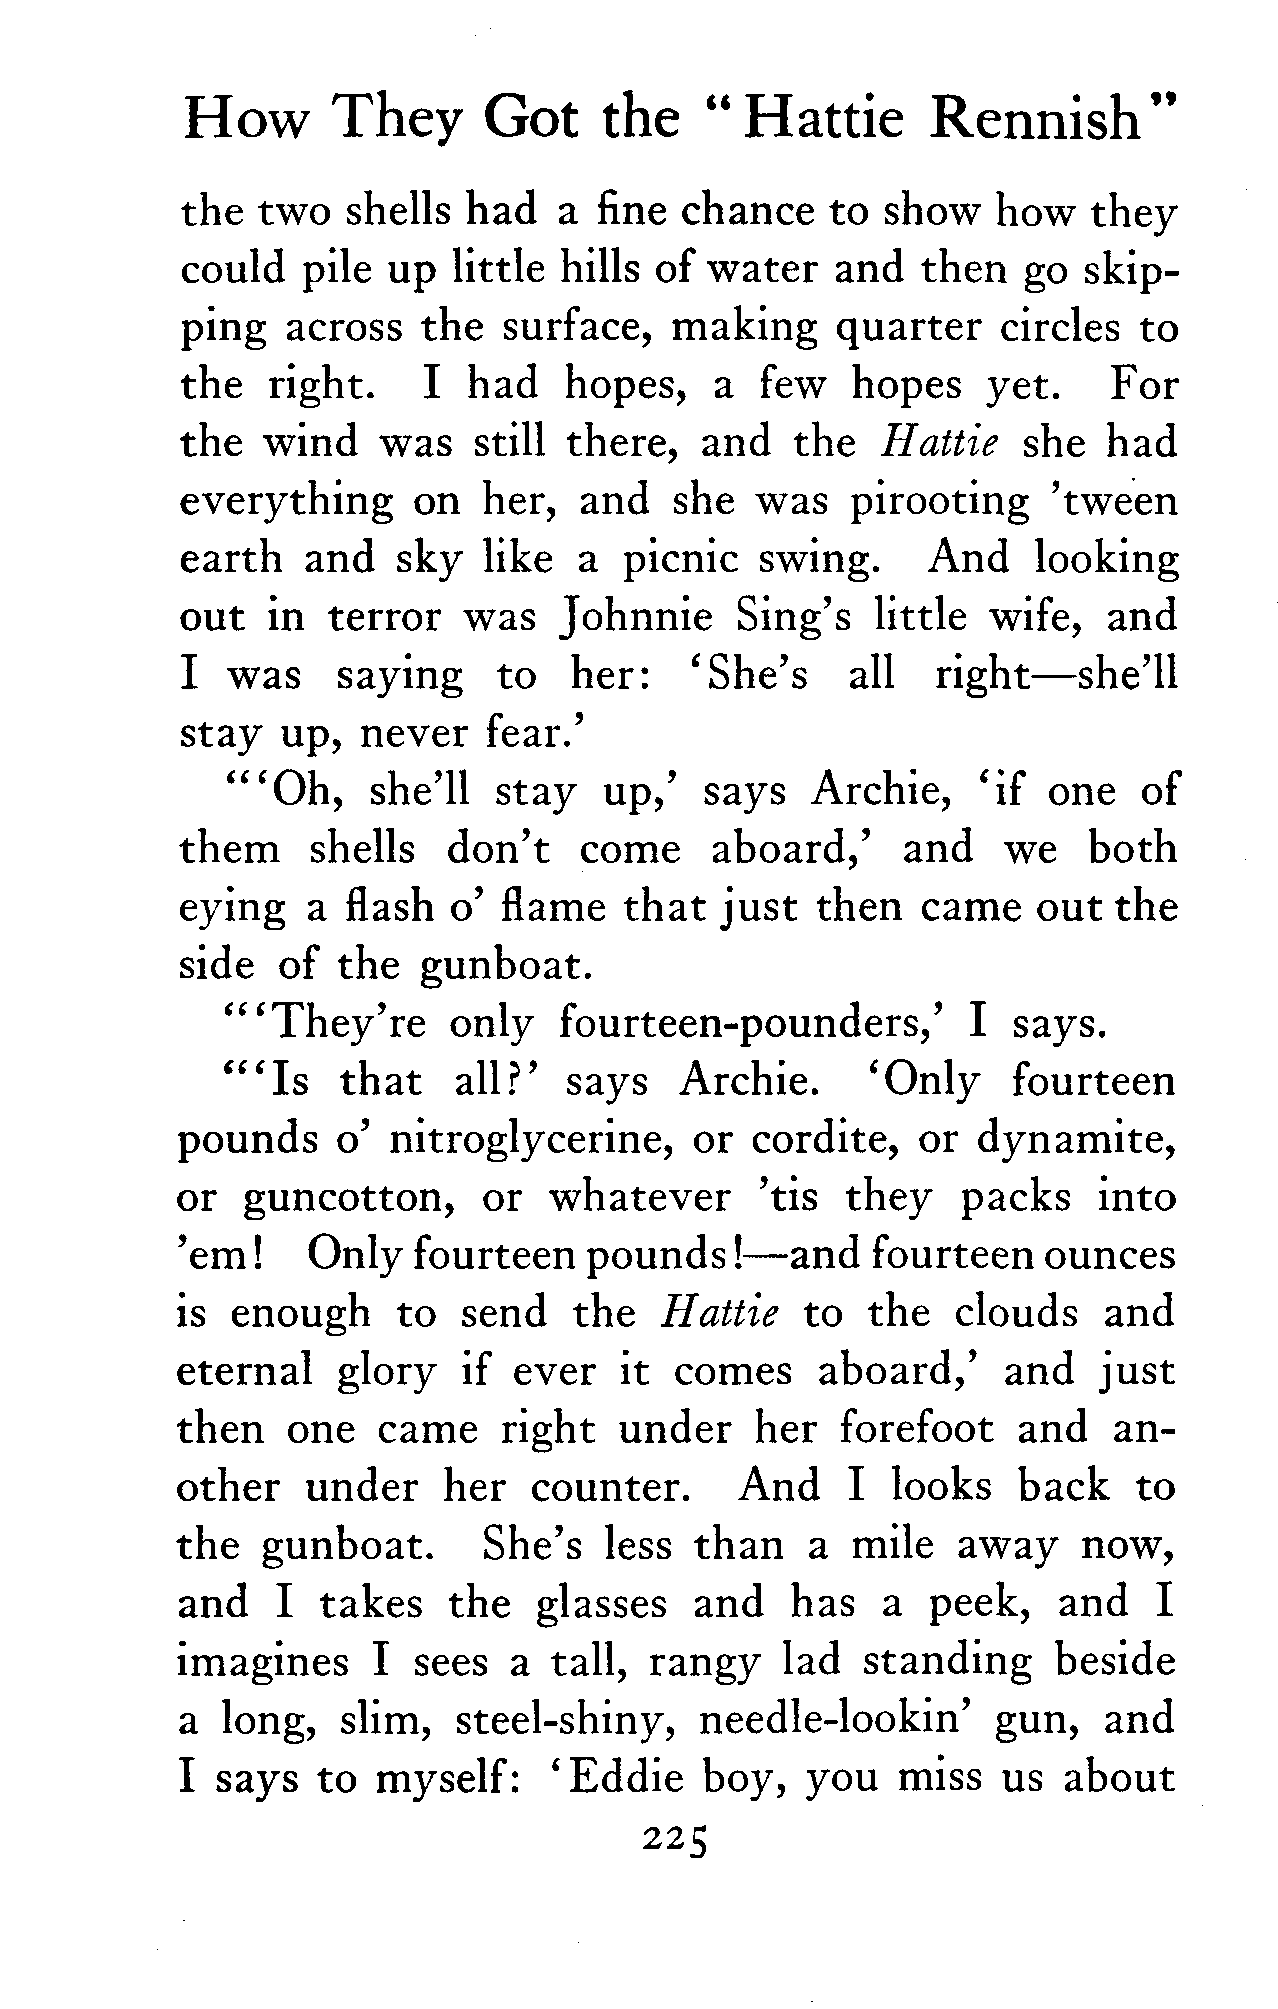 How They Got the “Hattie Rennish”
the two shells had a fine chance to show how they
could pile up little hills of water and then go skip-
ping across the surface, making quarter circles to
the right. I had hopes, a few hopes yet. For
the wind was still there, and the Hattie she had
everything on her, and she was pirooting ’tween
earth and sky like a picnic swing. And looking
out in terror was Johnnie Sing’s little wife, and
I was saying to her: ‘She’s all right—she’ll
stay up, never fear.’
“‘Oh, she’ll stay up,’ says Archie, ‘if one of
them shells don’t come aboard,’ and we both
eying a flash o’ flame that just then came out the
side of the gunboat.
“‘They’re only fourteen-pounders,’ I says.
“‘Is that all?’ says Archie. ‘Only fourteen
pounds o’ nitroglycerine, or cordite, or dynamite,
or guncotton, or whatever ’tis they packs into
’em! Only fourteen pounds!—and fourteen ounces
is enough to send the Hattie to the clouds and
eternal glory if ever it comes aboard,’ and just
then one came right under her forefoot and an-
other under her counter. And I looks back to
the gunboat. She’s less than a mile away now,
and I takes the glasses and has a peek, and I
imagines I sees a tall, rangy lad standing beside
a long, slim, steel-shiny, needle-lookin’ gun, and
I says to myself: ‘Eddie boy, you miss us about
225